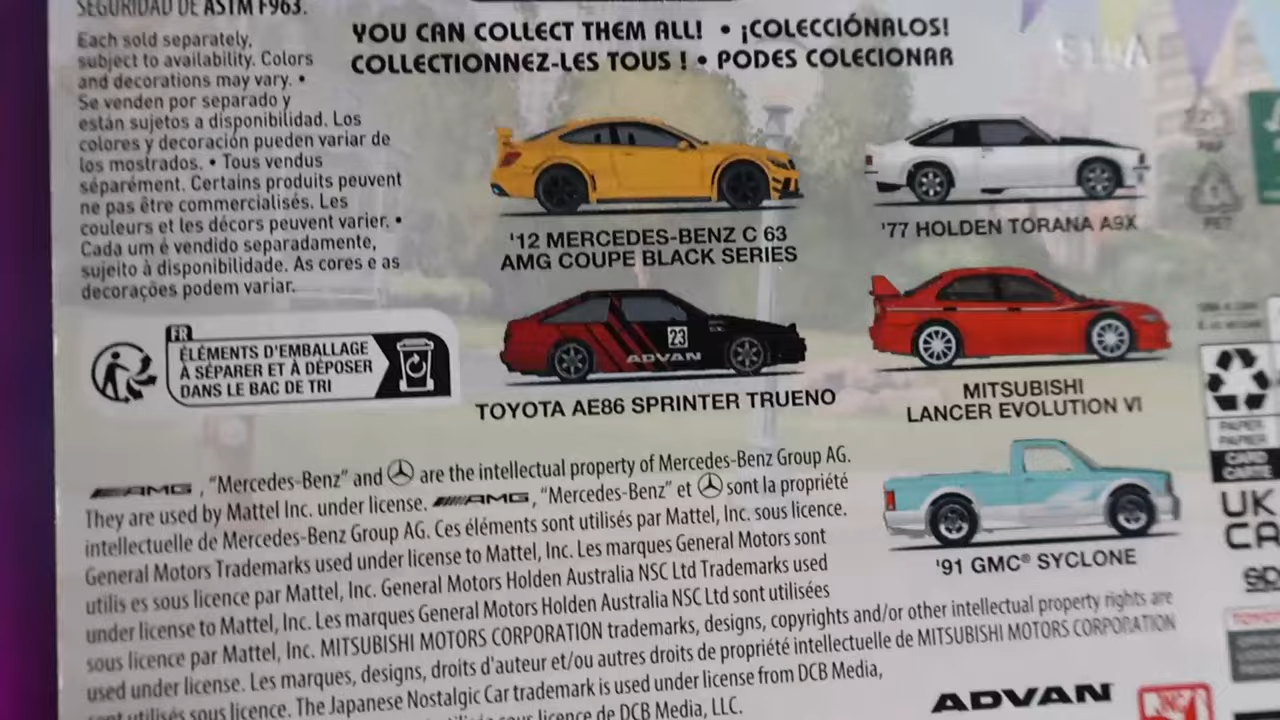 SEGURIDAD DE ASTM F963.
Each sold separately,
subject to availability. Colors
and decorations may vary. •
Se venden por separado y
están sujetos a disponibilidad. Los
colores y decoración pueden variar de
los mostrados. • Tous vendus
séparément. Certains produits peuvent
ne pas être commercialisés. Les
couleurs et les décors peuvent varier. •
Cada um é vendido separadamente,
sujeito à disponibilidade. As cores e as
decorações podem variar.
YOU CAN COLLECT THEM ALL! • ¡COLECCIÓNALOS!
COLLECTIONNEZ-LES TOUS ! • PODES COLECIONAR
'12 MERCEDES-BENZ C 63
AMG COUPE BLACK SERIES
'77 HOLDEN TORANA A9X
23
ADVAN
TOYOTA AE86 SPRINTER TRUENO
MITSUBISHI
LANCER EVOLUTION VI
'91 GMC® SYCLONE
FR
ÉLÉMENTS D'EMBALLAGE
À SÉPARER ET À DÉPOSER
DANS LE BAC DE TRI
AMG, “Mercedes-Benz” and are the intellectual property of Mercedes-Benz Group AG.
They are used by Mattel Inc. under license. AMG, “Mercedes-Benz” et sont la propriété
intellectuelle de Mercedes-Benz Group AG. Ces éléments sont utilisés par Mattel, Inc. sous licence.
General Motors Trademarks used under license to Mattel, Inc. Les marques General Motors sont
utilis es sous licence par Mattel, Inc. General Motors Holden Australia NSC Ltd Trademarks used
under license to Mattel, Inc. Les marques General Motors Holden Australia NSC Ltd sont utilisées
sous licence par Mattel, Inc. MITSUBISHI MOTORS CORPORATION trademarks, designs, copyrights and/or other intellectual property rights are
used under license. Les marques, designs, droits d'auteur et/ou autres droits de propriété intellectuelle de MITSUBISHI MOTORS CORPORATION
sont utilisés sous licence. The Japanese Nostalgic Car trademark is used under license from DCB Media,
sous licence de DCB Media, LLC.
ADVAN
PAP
PET
PAPER
PAPIER
CARD
CARTE
UK
CA